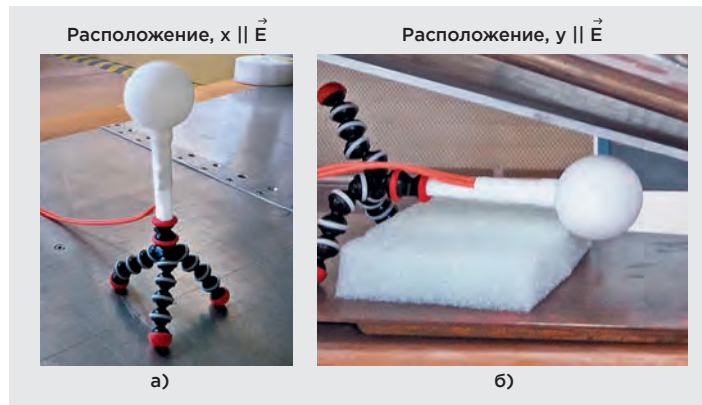 Расположение, x || E⃗
Расположение, y || E⃗
а)
б)